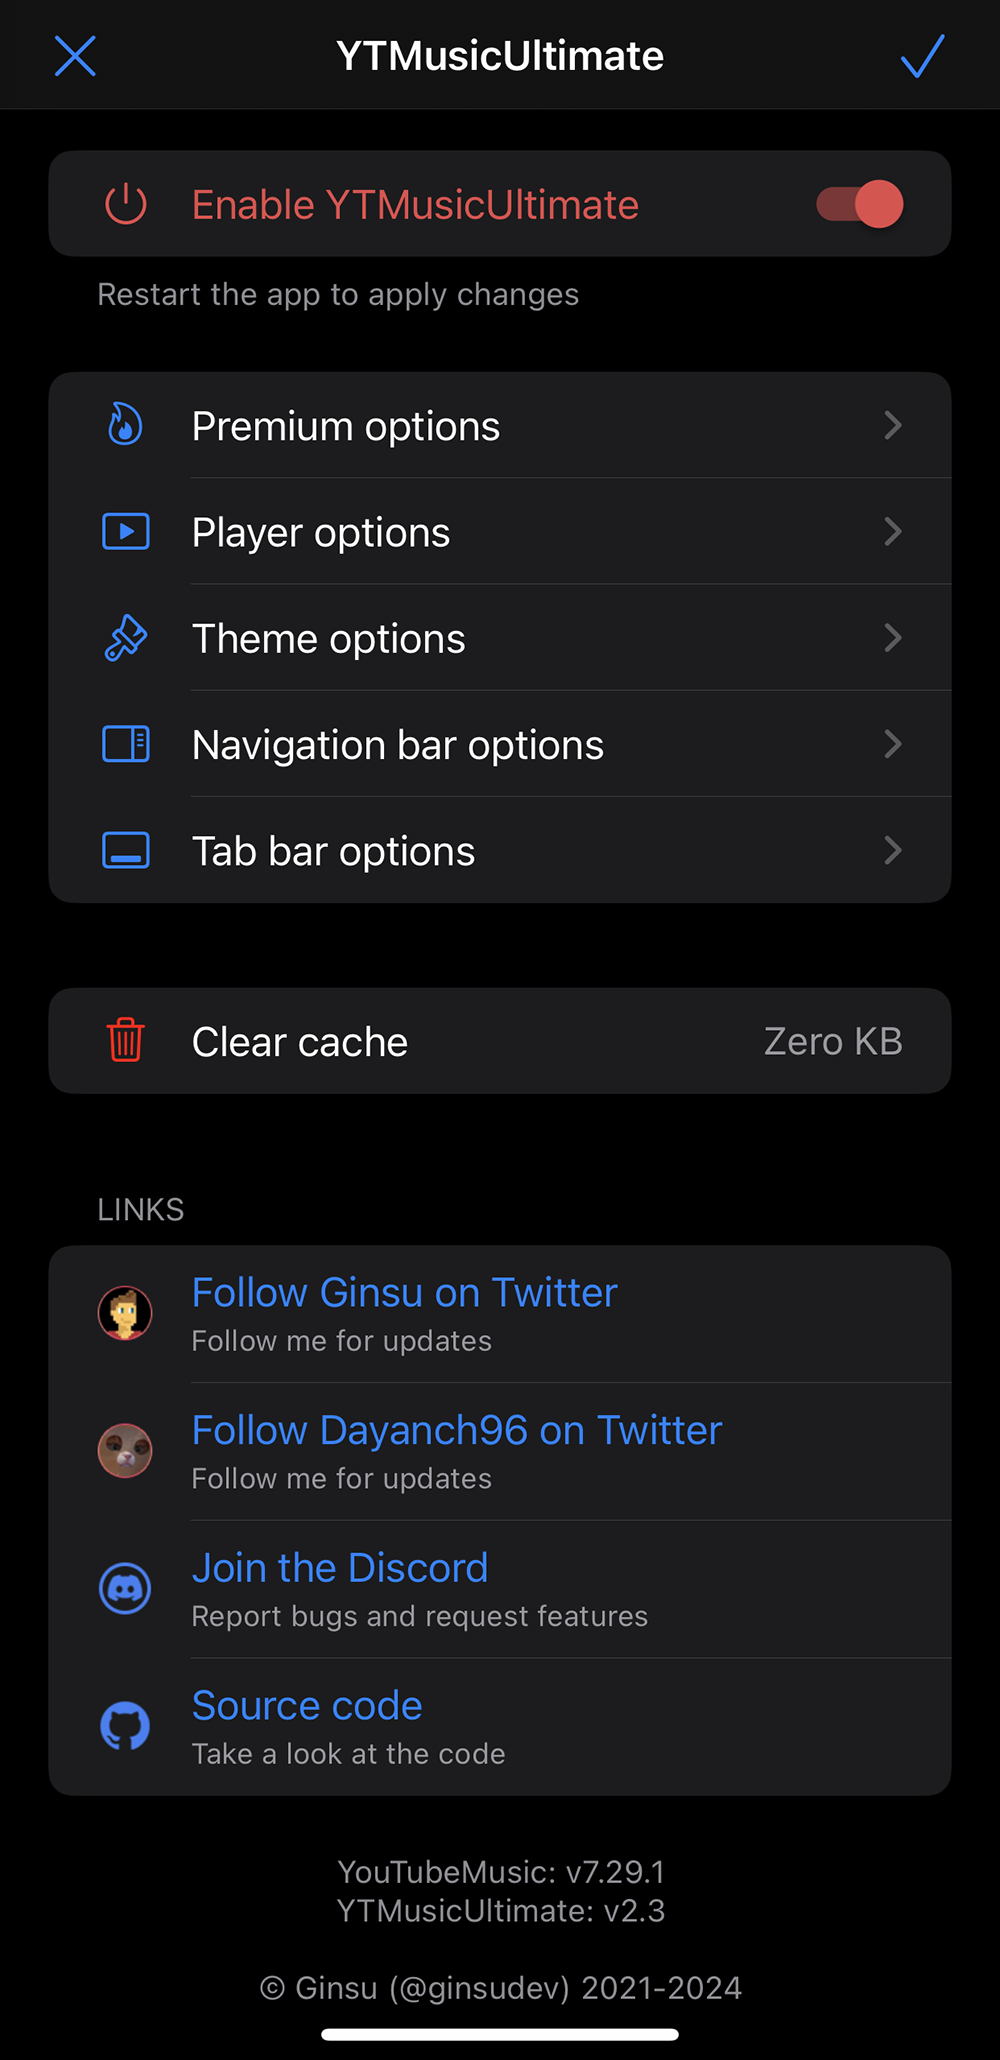 YTMusicUltimate
Enable YTMusicUltimate
Restart the app to apply changes
Premium options
Player options
Theme options
Navigation bar options
Tab bar options
Clear cache Zero KB
LINKS
Follow Ginsu on Twitter
Follow me for updates
Follow Dayanch96 on Twitter
Follow me for updates
Join the Discord
Report bugs and request features
Source code
Take a look at the code
YouTubeMusic: v7.29.1
YTMusicUltimate: v2.3
© Ginsu (@ginsudev) 2021-2024